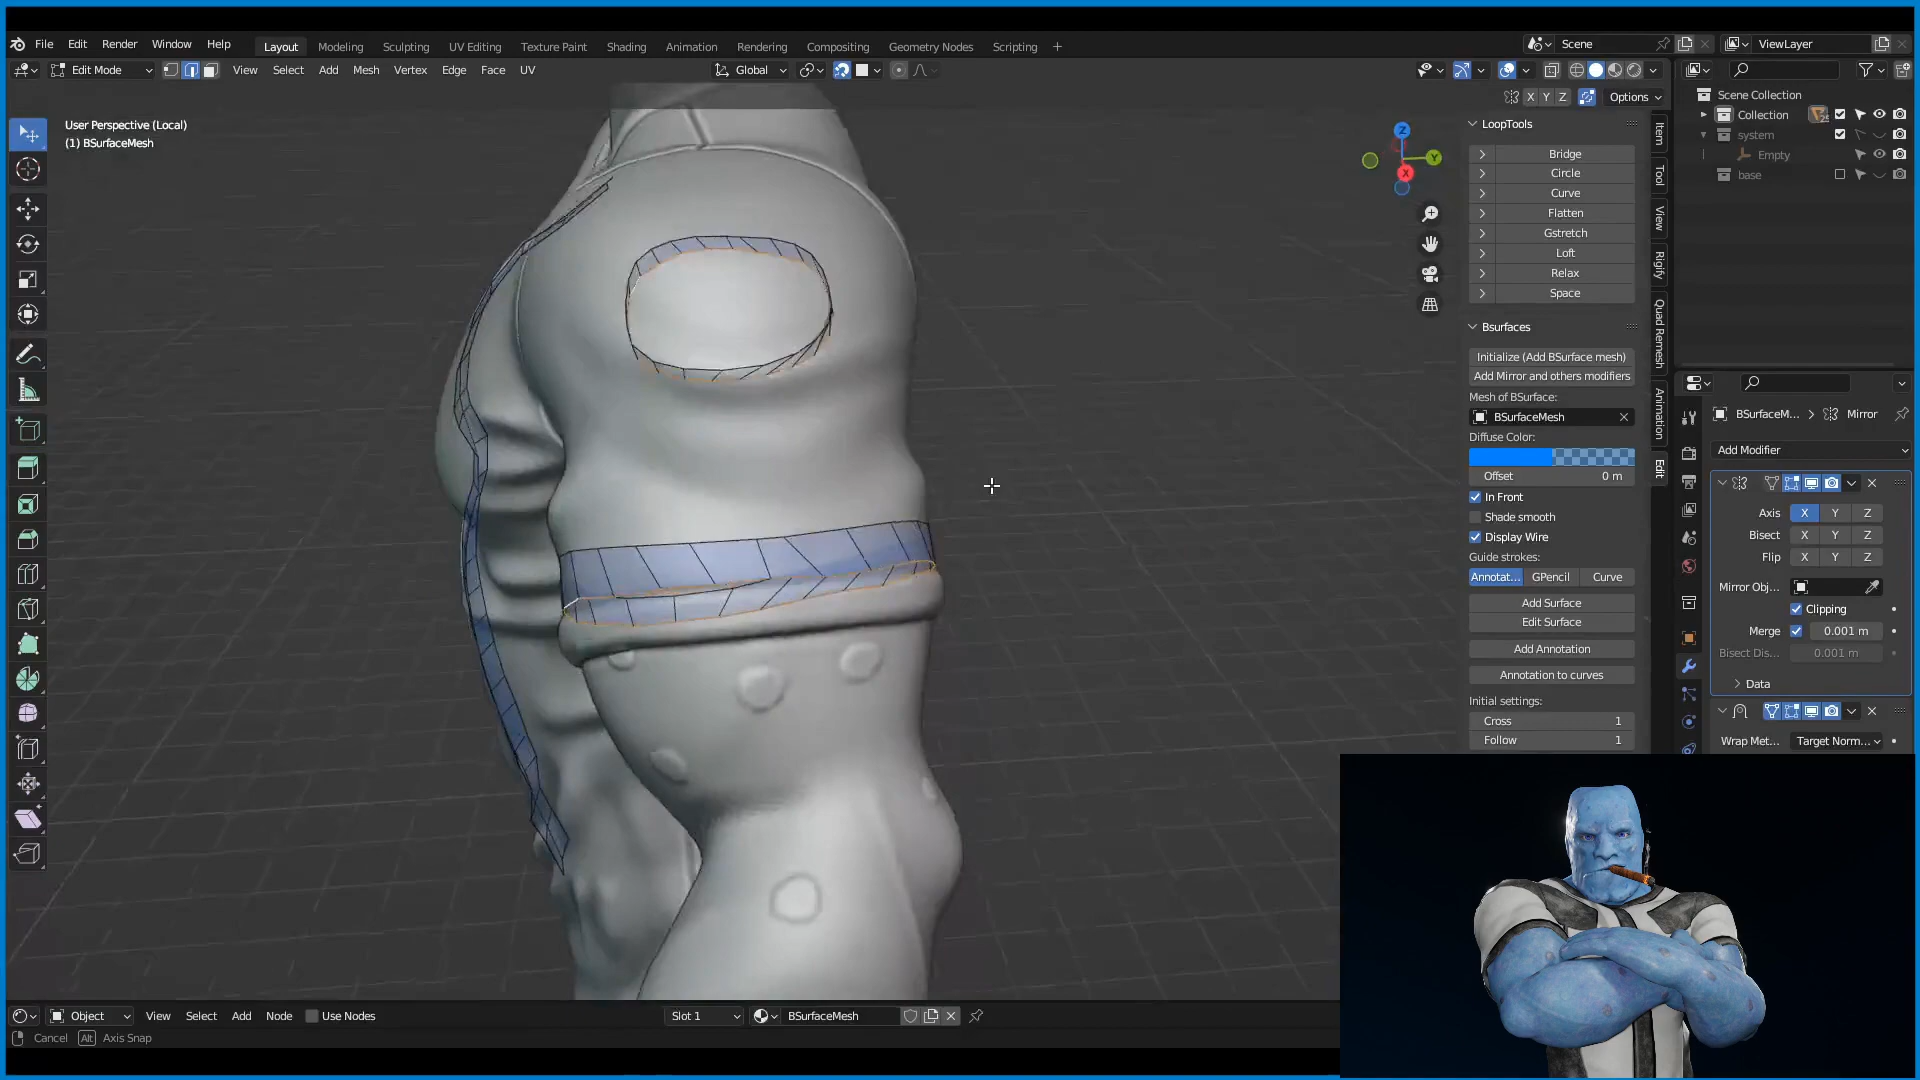 File Edit Render Window Help Layout Modeling Sculpting UV Editing Texture Paint Shading Animation Rendering Compositing Geometry Nodes Scripting + Scene ViewLayer
Edit Mode View Select Add Mesh Vertex Edge Face UV Global
X Y Z Options
User Perspective (Local)
(1) BSurfaceMesh
Z
Y
X
LoopTools
Bridge
Circle
Curve
Flatten
Gstretch
Loft
Relax
Space
Bsurfaces
Initialize (Add BSurface mesh)
Add Mirror and others modifiers
Mesh of BSurface:
BSurfaceMesh
Diffuse Color:
Offset 0 m
In Front
Shade smooth
Display Wire
Guide strokes:
Annotat... GPencil Curve
Add Surface
Edit Surface
Add Annotation
Annotation to curves
Initial settings:
Cross 1
Follow 1
Item
Tool
View
Rigify
Quad Remesh
Animation
Edit
Scene Collection
Collection
system
Empty
base
BSurfaceM... > Mirror
Add Modifier
Axis X Y Z
Bisect X Y Z
Flip X Y Z
Mirror Obj...
Clipping
Merge 0.001 m
Bisect Dis... 0.001 m
Data
Wrap Met... Target Norm...
Object View Select Add Node Use Nodes Slot 1 BSurfaceMesh
Cancel Alt Axis Snap